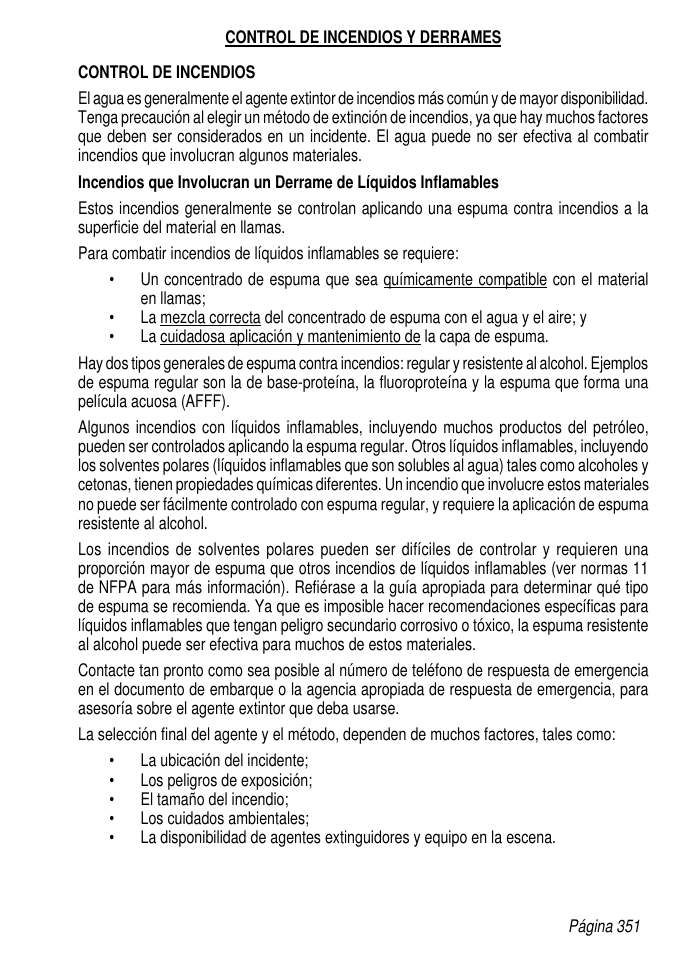 CONTROL DE INCENDIOS Y DERRAMES
CONTROL DE INCENDIOS
El agua es generalmente el agente extintor de incendios más común y de mayor disponibilidad.
Tenga precaución al elegir un método de extinción de incendios, ya que hay muchos factores
que deben ser considerados en un incidente. El agua puede no ser efectiva al combatir
incendios que involucran algunos materiales.
Incendios que Involucran un Derrame de Líquidos Inflamables
Estos incendios generalmente se controlan aplicando una espuma contra incendios a la
superficie del material en llamas.
Para combatir incendios de líquidos inflamables se requiere:
• Un concentrado de espuma que sea químicamente compatible con el material
en llamas;
• La mezcla correcta del concentrado de espuma con el agua y el aire; y
• La cuidadosa aplicación y mantenimiento de la capa de espuma.
Hay dos tipos generales de espuma contra incendios: regular y resistente al alcohol. Ejemplos
de espuma regular son la de base-proteína, la fluoroproteína y la espuma que forma una
película acuosa (AFFF).
Algunos incendios con líquidos inflamables, incluyendo muchos productos del petróleo,
pueden ser controlados aplicando la espuma regular. Otros líquidos inflamables, incluyendo
los solventes polares (líquidos inflamables que son solubles al agua) tales como alcoholes y
cetonas, tienen propiedades químicas diferentes. Un incendio que involucre estos materiales
no puede ser fácilmente controlado con espuma regular, y requiere la aplicación de espuma
resistente al alcohol.
Los incendios de solventes polares pueden ser difíciles de controlar y requieren una
proporción mayor de espuma que otros incendios de líquidos inflamables (ver normas 11
de NFPA para más información). Refiérase a la guía apropiada para determinar qué tipo
de espuma se recomienda. Ya que es imposible hacer recomendaciones específicas para
líquidos inflamables que tengan peligro secundario corrosivo o tóxico, la espuma resistente
al alcohol puede ser efectiva para muchos de estos materiales.
Contacte tan pronto como sea posible al número de teléfono de respuesta de emergencia
en el documento de embarque o la agencia apropiada de respuesta de emergencia, para
asesoría sobre el agente extintor que deba usarse.
La selección final del agente y el método, dependen de muchos factores, tales como:
• La ubicación del incidente;
• Los peligros de exposición;
• El tamaño del incendio;
• Los cuidados ambientales;
• La disponibilidad de agentes extinguidores y equipo en la escena.
Página 351